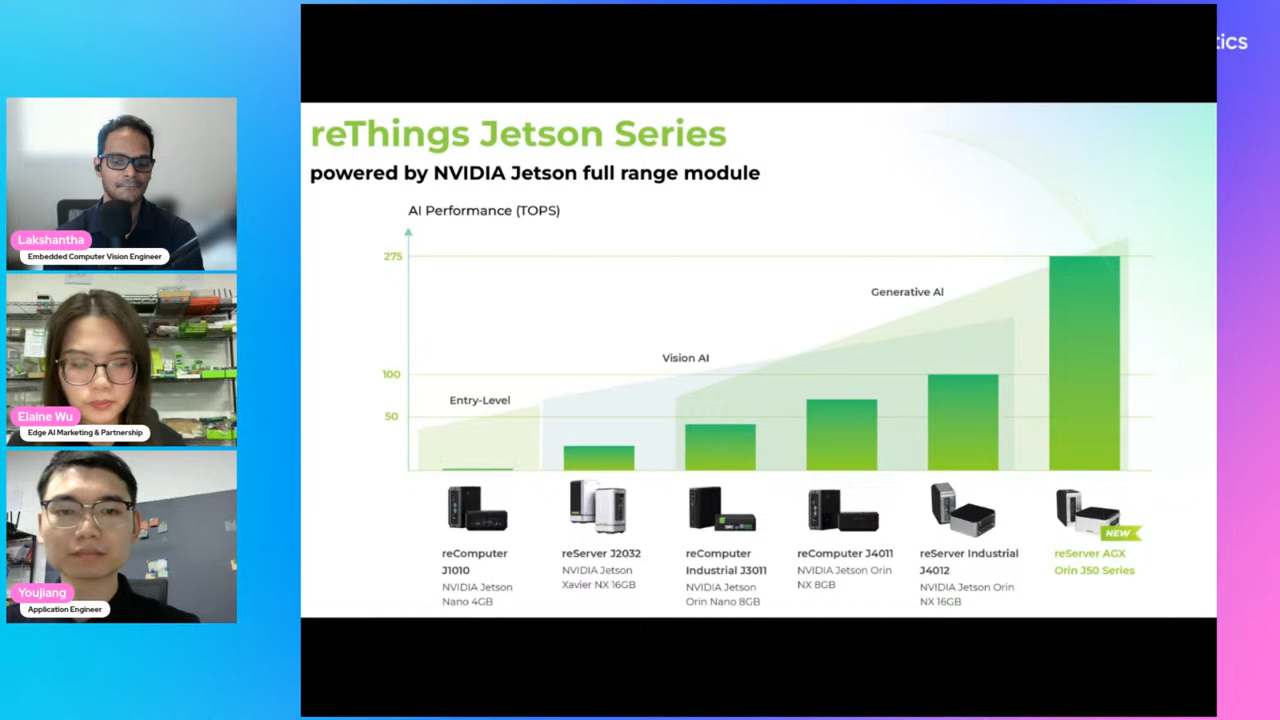 tics
Lakshantha
Embedded Computer Vision Engineer
Elaine Wu
Edge AI Marketing & Partnership
Youjiang
Application Engineer
reThings Jetson Series
powered by NVIDIA Jetson full range module
AI Performance (TOPS)
275
100
50
Entry-Level
Vision AI
Generative AI
reComputer
J1010
NVIDIA Jetson
Nano 4GB
reServer J2032
NVIDIA Jetson
Xavier NX 16GB
reComputer
Industrial J3011
NVIDIA Jetson
Orin Nano 8GB
reComputer J4011
NVIDIA Jetson Orin
NX 8GB
reServer Industrial
J4012
NVIDIA Jetson Orin
NX 16GB
NEW
reServer AGX
Orin J50 Series